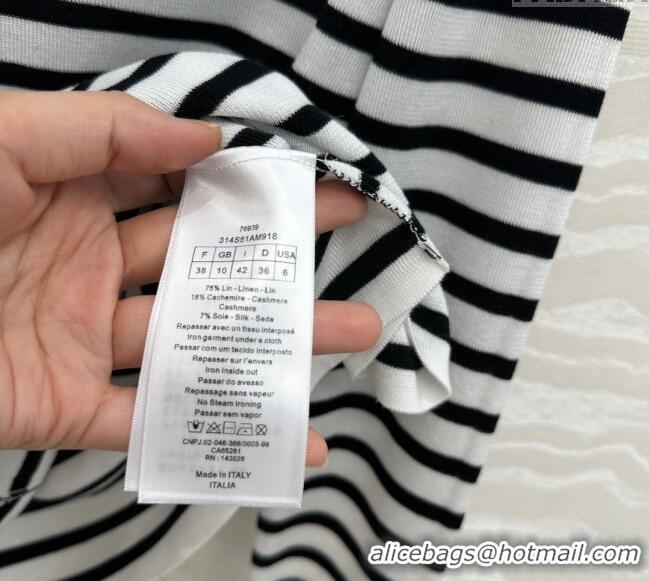 76939
314S51AM918
F GB I D USA
38 10 42 36 6
75% Lin - Linen - Lin
18% Cachemire - Cashmere
Cashmere
7% Soie - Silk - Seda
Repasser avec un tissu interposé
Iron garment under e cloth
Passar com um tecido interposto
Repasser sur l'envers
Iron inside out
Passar do avesso
Repassage sans vapeur
No Steam Ironing
Passar sem vapor
CNPJ.02-046-366/0003-99
CA65281
RN : 143628
Made in ITALY
ITALIA
alicebags@hotmail.com